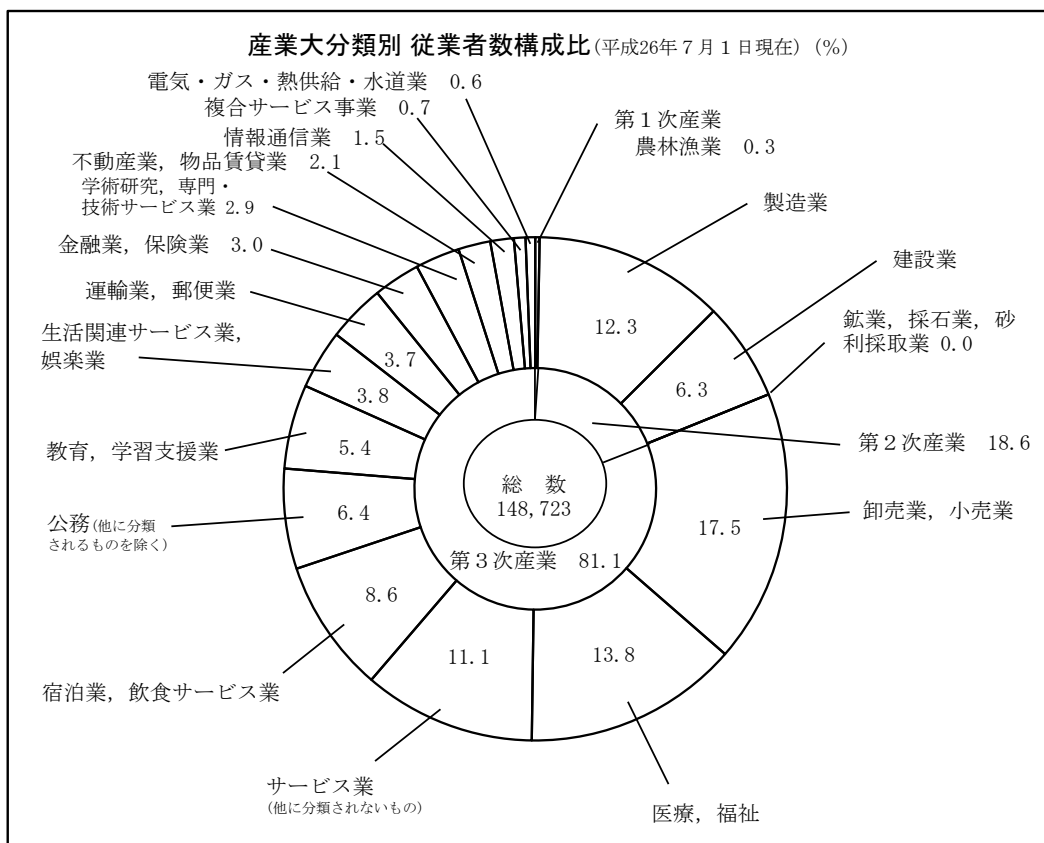 産業大分類別 従業者数構成比(平成26年7月1日現在) (%)
電気・ガス・熱供給・水道業 0.6
複合サービス事業 0.7
情報通信業 1.5
不動産業, 物品賃貸業 2.1
学術研究, 専門・
技術サービス業 2.9
金融業, 保険業 3.0
運輸業, 郵便業
3.7
生活関連サービス業,
娯楽業
3.8
教育, 学習支援業
5.4
公務(他に分類
されるものを除く)
6.4
宿泊業, 飲食サービス業
8.6
サービス業
(他に分類されないもの)
11.1
第1次産業
農林漁業 0.3
製造業
12.3
建設業
6.3
鉱業, 採石業, 砂
利採取業 0.0
第2次産業 18.6
卸売業, 小売業
17.5
医療, 福祉
13.8
総 数
148,723
第3次産業 81.1